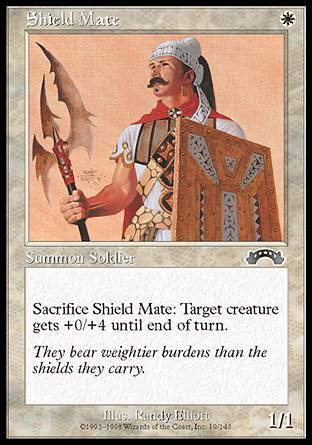 Shield Mate
Summon Soldier
Sacrifice Shield Mate: Target creature
gets +0/+4 until end of turn.
They bear weightier burdens than the
shields they carry.
Illus. Randy Elliott
©1993-1998 Wizards of the Coast, Inc. 19/143
1/1